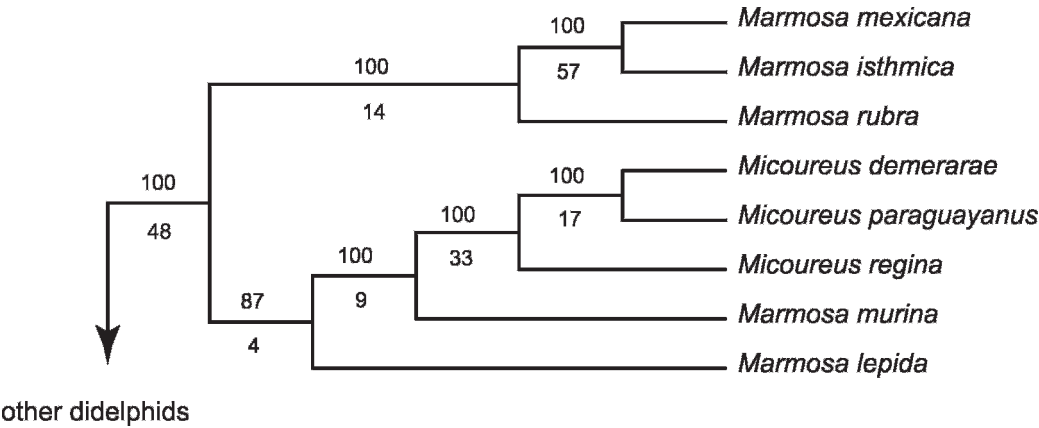 100
Marmosa mexicana
57
Marmosa isthmica
100
14
Marmosa rubra
100
Micoureus demerarae
17
Micoureus paraguayanus
100
33
Micoureus regina
100
48
100
9
Marmosa murina
87
4
Marmosa lepida
other didelphids